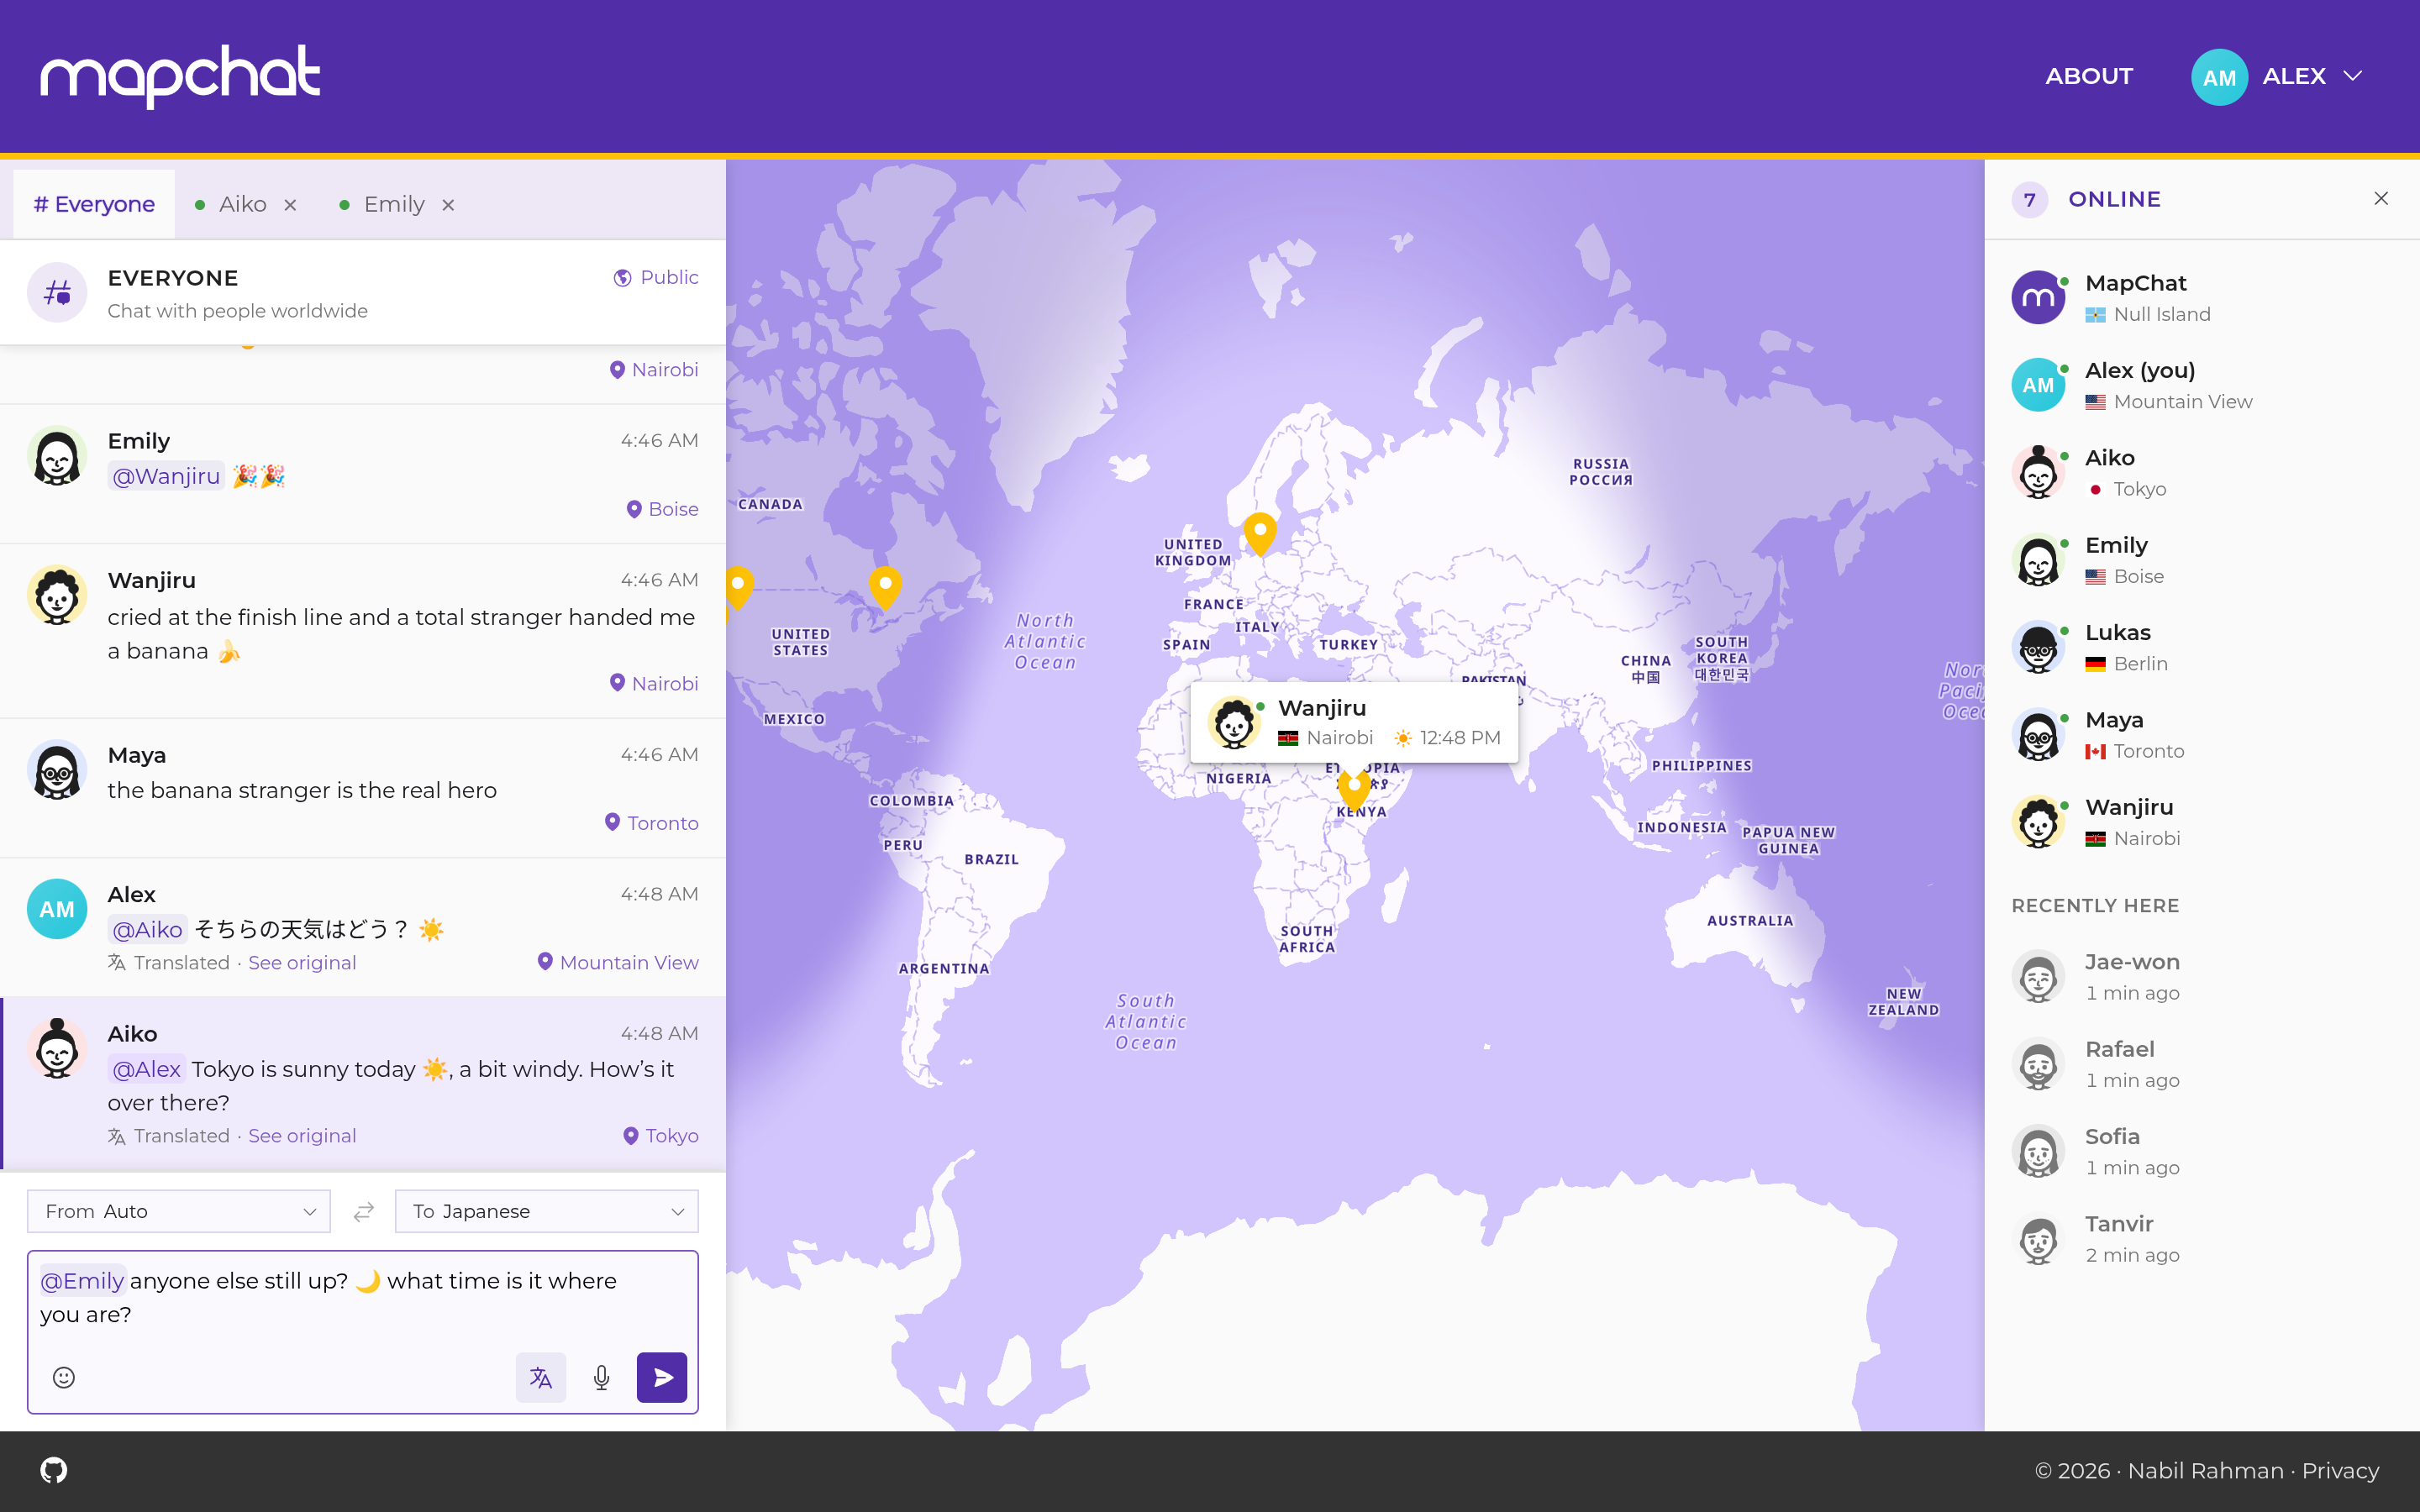 mapchat
ABOUT
AM
ALEX
# Everyone
Aiko
Emily
EVERYONE
Public
Chat with people worldwide
Nairobi
Emily
4:46 AM
@Wanjiru 🎉🎉
Boise
Wanjiru
4:46 AM
cried at the finish line and a total stranger handed me
a banana 🍌
Nairobi
Maya
4:46 AM
the banana stranger is the real hero
Toronto
AM
Alex
4:48 AM
@Aiko そちらの天気はどう？ ☀️
Translated · See original
Mountain View
Aiko
4:48 AM
@Alex Tokyo is sunny today ☀️, a bit windy. How’s it
over there?
Translated · See original
Tokyo
From Auto
To Japanese
@Emily anyone else still up? 🌙 what time is it where
you are?
CANADA
UNITED
STATES
MEXICO
COLOMBIA
PERU
BRAZIL
ARGENTINA
North
Atlantic
Ocean
South
Atlantic
Ocean
UNITED
KINGDOM
FRANCE
SPAIN
ITALY
TURKEY
RUSSIA
РОССИЯ
PAKISTAN
CHINA
中国
SOUTH
KOREA
대한민국
Wanjiru
Nairobi
12:48 PM
NIGERIA
KENYA
SOUTH
AFRICA
PHILIPPINES
INDONESIA
PAPUA NEW
GUINEA
AUSTRALIA
NEW
ZEALAND
7
ONLINE
m
MapChat
Null Island
AM
Alex (you)
Mountain View
Aiko
Tokyo
Emily
Boise
Lukas
Berlin
Maya
Toronto
Wanjiru
Nairobi
RECENTLY HERE
Jae-won
1 min ago
Rafael
1 min ago
Sofia
1 min ago
Tanvir
2 min ago
© 2026 · Nabil Rahman · Privacy